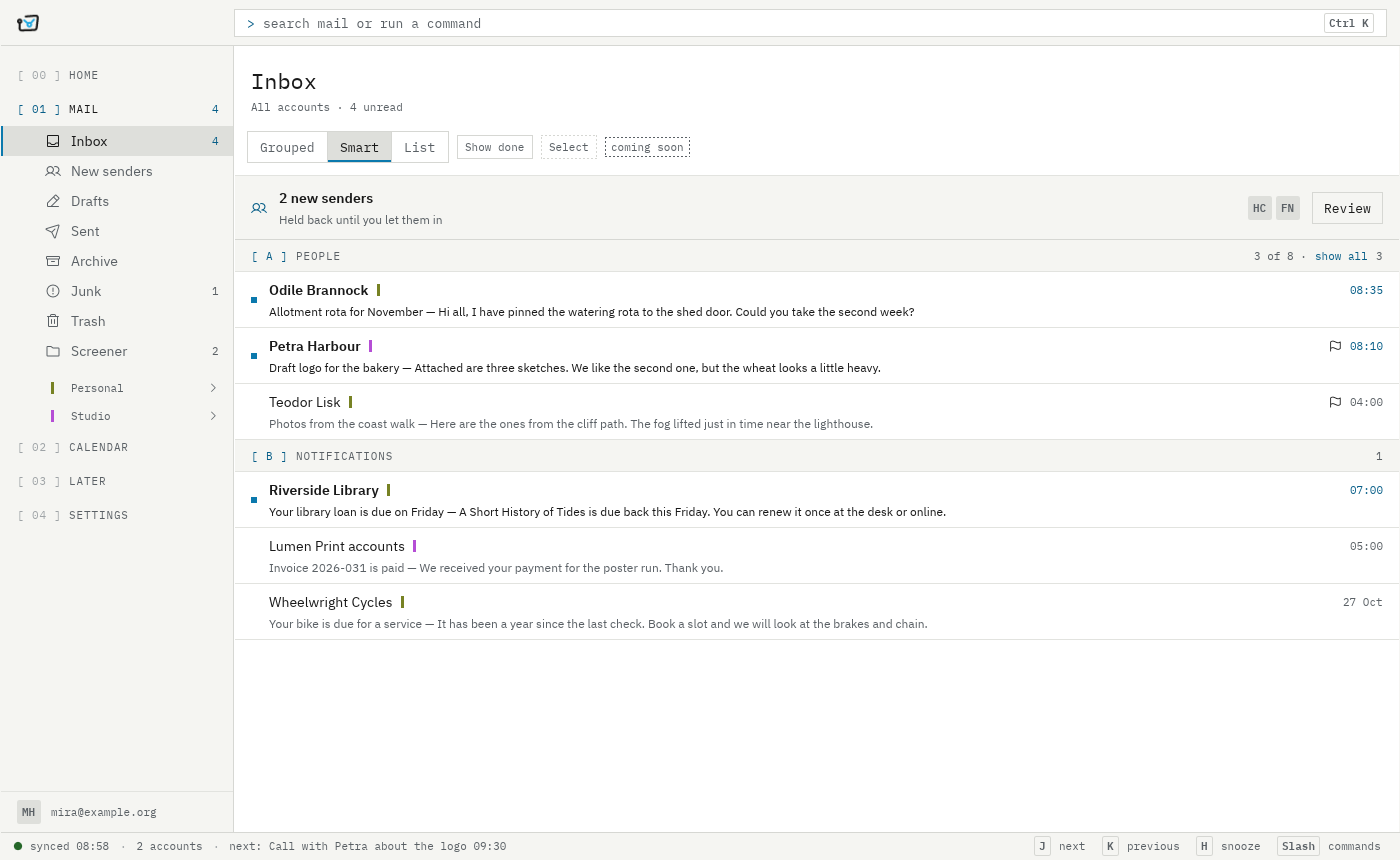 > search mail or run a command Ctrl K
[ 00 ] HOME
[ 01 ] MAIL 4
Inbox 4
New senders
Drafts
Sent
Archive
Junk 1
Trash
Screener 2
Personal
Studio
[ 02 ] CALENDAR
[ 03 ] LATER
[ 04 ] SETTINGS
MH mira@example.org
Inbox
All accounts · 4 unread
Grouped Smart List Show done Select coming soon
2 new senders
Held back until you let them in
HC FN Review
[ A ] PEOPLE 3 of 8 · show all 3
Odile Brannock 08:35
Allotment rota for November — Hi all, I have pinned the watering rota to the shed door. Could you take the second week?
Petra Harbour 08:10
Draft logo for the bakery — Attached are three sketches. We like the second one, but the wheat looks a little heavy.
Teodor Lisk 04:00
Photos from the coast walk — Here are the ones from the cliff path. The fog lifted just in time near the lighthouse.
[ B ] NOTIFICATIONS 1
Riverside Library 07:00
Your library loan is due on Friday — A Short History of Tides is due back this Friday. You can renew it once at the desk or online.
Lumen Print accounts 05:00
Invoice 2026-031 is paid — We received your payment for the poster run. Thank you.
Wheelwright Cycles 27 Oct
Your bike is due for a service — It has been a year since the last check. Book a slot and we will look at the brakes and chain.
synced 08:58 · 2 accounts · next: Call with Petra about the logo 09:30 J next K previous H snooze Slash commands